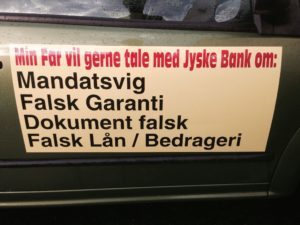 Min Far vil gerne tale med Jyske Bank om:
Mandatsvig
Falsk Garanti
Dokument falsk
Falsk Lån / Bedrageri